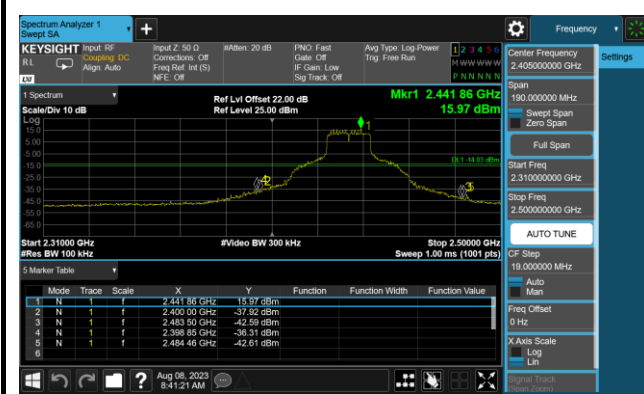 Spectrum Analyzer 1
Swept SA
+
Frequency
KEYSIGHT
RL
LXI
Input: RF
Coupling: DC
Align: Auto
Input Z: 50 Ω
Corrections: Off
Freq Ref: Int (S)
NFE: Off
#Atten: 20 dB
PNO: Fast
Gate: Off
IF Gain: Low
Sig Track: Off
Avg Type: Log-Power
Trig: Free Run
1 2 3 4 5 6
M W W W W W
P N N N N N
Settings
Center Frequency
2.405000000 GHz
1 Spectrum
Scale/Div 10 dB
Ref Lvl Offset 22.00 dB
Ref Level 25.00 dBm
Mkr1 2.441 86 GHz
15.97 dBm
Span
190.000000 MHz
Swept Span
Zero Span
Full Span
Log
15.0
5.00
-5.00
-15.0
-25.0
-35.0
-45.0
-55.0
-65.0
1
DL1 -14.03 dBm
Start Freq
2.310000000 GHz
Stop Freq
2.500000000 GHz
AUTO TUNE
Start 2.31000 GHz
#Res BW 100 kHz
#Video BW 300 kHz
Stop 2.50000 GHz
Sweep 1.00 ms (1001 pts)
CF Step
19.000000 MHz
Auto
Man
5 Marker Table
Mode Trace Scale X Y Function Function Width Function Value
1 N 1 f 2.441 86 GHz 15.97 dBm
2 N 1 f 2.400 00 GHz -37.92 dBm
3 N 1 f 2.483 50 GHz -42.59 dBm
4 N 1 f 2.398 85 GHz -36.31 dBm
5 N 1 f 2.484 46 GHz -42.61 dBm
6
Freq Offset
0 Hz
X Axis Scale
Log
Lin
Signal Track
(Span Zoom)
?
Aug 08, 2023
8:41:21 AM